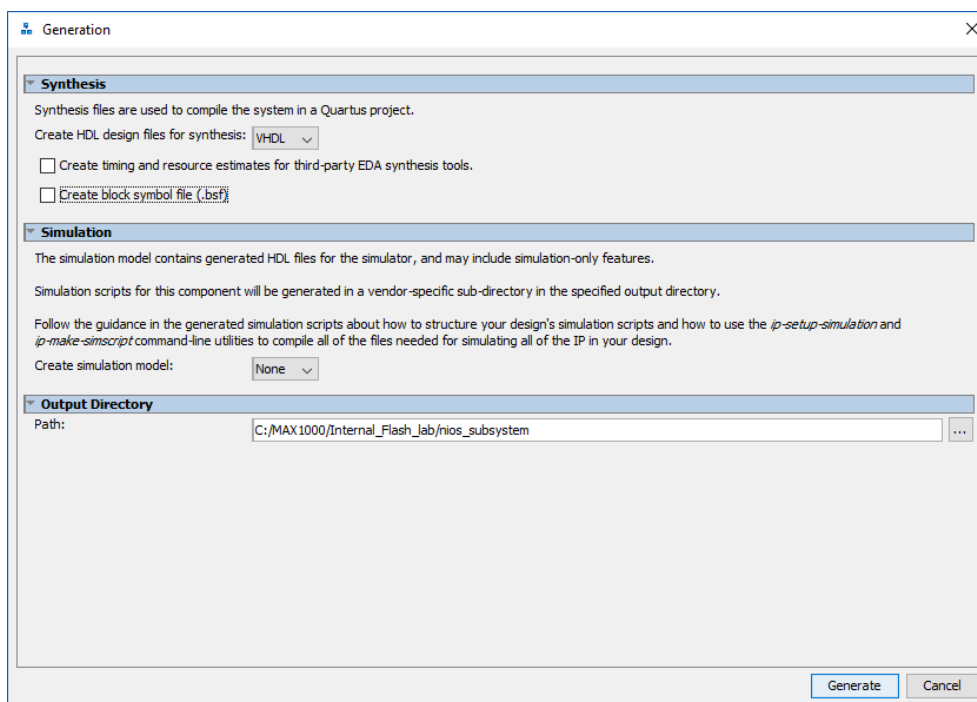 Generation
Synthesis
Synthesis files are used to compile the system in a Quartus project.
Create HDL design files for synthesis: VHDL
Create timing and resource estimates for third-party EDA synthesis tools.
Create block symbol file (.bsf)
Simulation
The simulation model contains generated HDL files for the simulator, and may include simulation-only features.
Simulation scripts for this component will be generated in a vendor-specific sub-directory in the specified output directory.
Follow the guidance in the generated simulation scripts about how to structure your design's simulation scripts and how to use the ip-setup-simulation and
ip-make-simscript command-line utilities to compile all of the files needed for simulating all of the IP in your design.
Create simulation model: None
Output Directory
Path: C:/MAX1000/Internal_Flash_lab/nios_subsystem ...
Generate Cancel